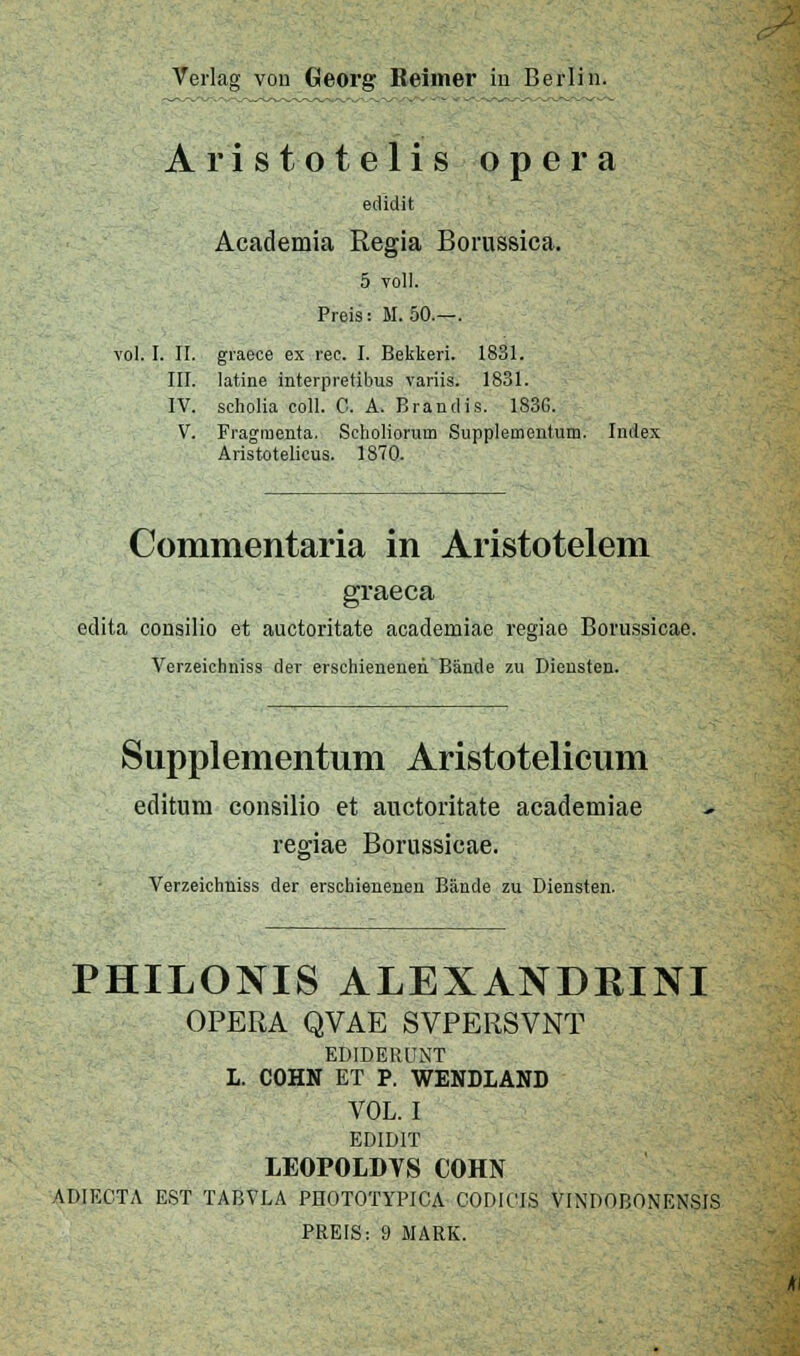 Verlag von Georg Reimer in Berlin.
Aristotelis opera
edidit
Academia Regia Borussica.
5 voll.
Preis: M. 50.—.
vol. I. II. graece ex rec. I. Bekkeri. 1831.
III. latine interpretibus variis. 1831.
IV. scholia coll. C. A. Brandis. 1836.
V. Fragmenta. Scholiorum Supplementum. Index
Aristotelicus. 1870.
Commentaria in Aristotelem
graeca
edita consilio et auctoritate academiae regiae Borussicae.
Verzeichniss der erschienenen Bände zu Diensten.
Supplementum Aristotelicum
editum consilio et auctoritate academiae
regiae Borussicae.
Verzeichniss der erschienenen Bände zu Diensten.
PHILONIS ALEXANDRINI
OPERA QVAE SVPERSVNT
EDIDERUNT
L. COHN ET P. WENDLAND
VOL. I
EDIDIT
LEOPOLDVS COHN
ADIECTA EST TABVLA PHOTOTYPICA CODICIS VINDOBONENSIS
PREIS: 9 MARK.